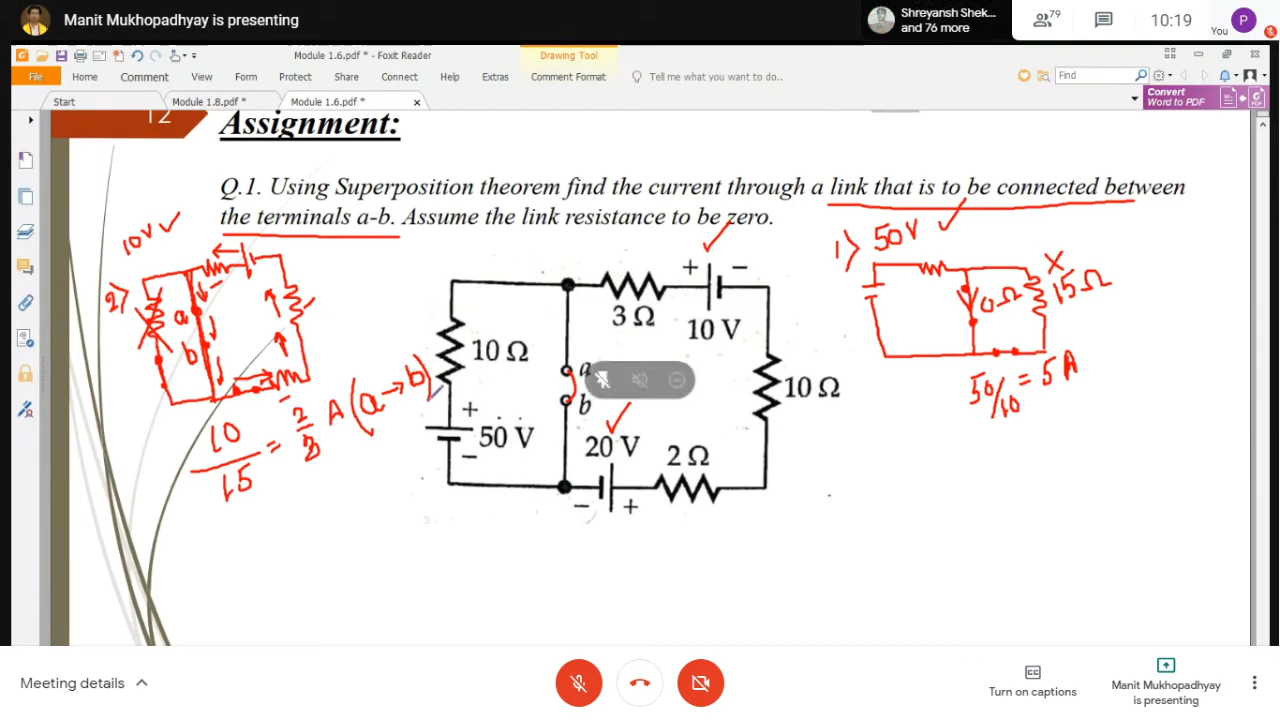 Manit Mukhopadhyay is presenting
Shreyansh Shek...
and 76 more
79
10:19
You
P
Module 1.6.pdf * - Foxit Reader
Drawing Tool
File
Home
Comment
View
Form
Protect
Share
Connect
Help
Extras
Comment Format
Tell me what you want to do..
Find
Start
Module 1.8.pdf *
Module 1.6.pdf *
Convert
Word to PDF
12
Assignment:
Q.1. Using Superposition theorem find the current through a link that is to be connected between
the terminals a-b. Assume the link resistance to be zero.
10V ✓
2)
a
b
10/15 = 2/3 A (a→b)
1) 50V ✓
0Ω
X
15Ω
50/10 = 5 A
+ -
3 Ω
10 V
10 Ω
a
b
10 Ω
+
50 V
-
20 V
2 Ω
- +
Meeting details
Turn on captions
Manit Mukhopadhyay
is presenting